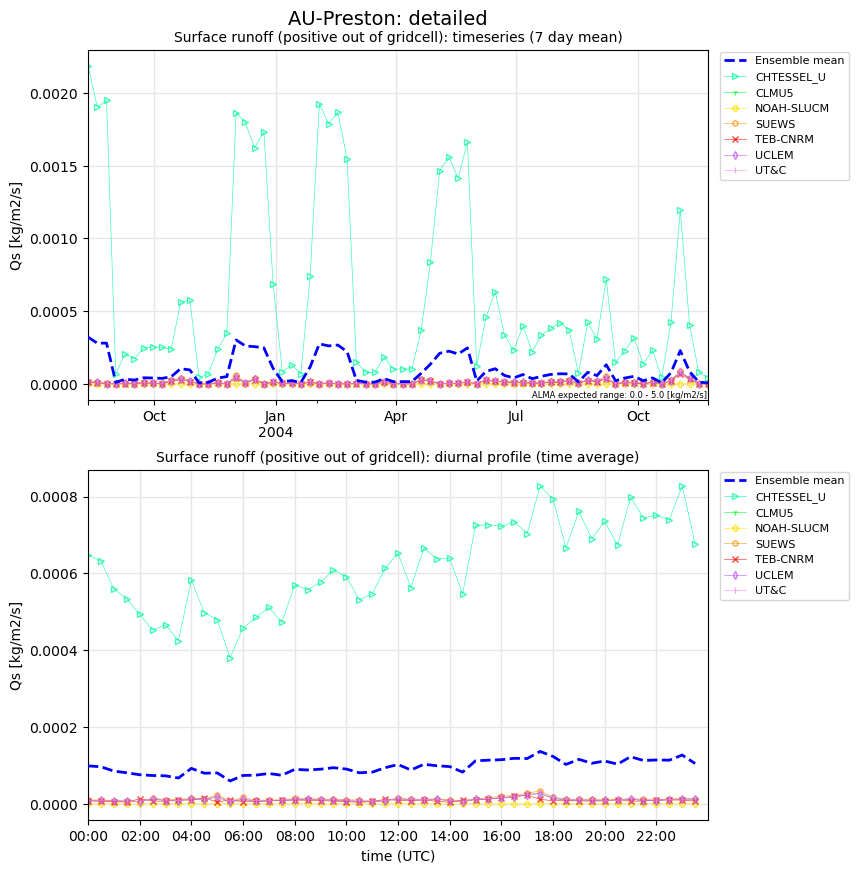 AU-Preston: detailed
Surface runoff (positive out of gridcell): timeseries (7 day mean)
Qs [kg/m2/s]
0.0020
0.0015
0.0010
0.0005
0.0000
Oct
Jan
2004
Apr
Jul
Oct
ALMA expected range: 0.0 - 5.0 [kg/m2/s]
Ensemble mean
CHTESSEL_U
CLMU5
NOAH-SLUCM
SUEWS
TEB-CNRM
UCLEM
UT&C
Surface runoff (positive out of gridcell): diurnal profile (time average)
Qs [kg/m2/s]
0.0008
0.0006
0.0004
0.0002
0.0000
00:00
02:00
04:00
06:00
08:00
10:00
12:00
14:00
16:00
18:00
20:00
22:00
time (UTC)
Ensemble mean
CHTESSEL_U
CLMU5
NOAH-SLUCM
SUEWS
TEB-CNRM
UCLEM
UT&C